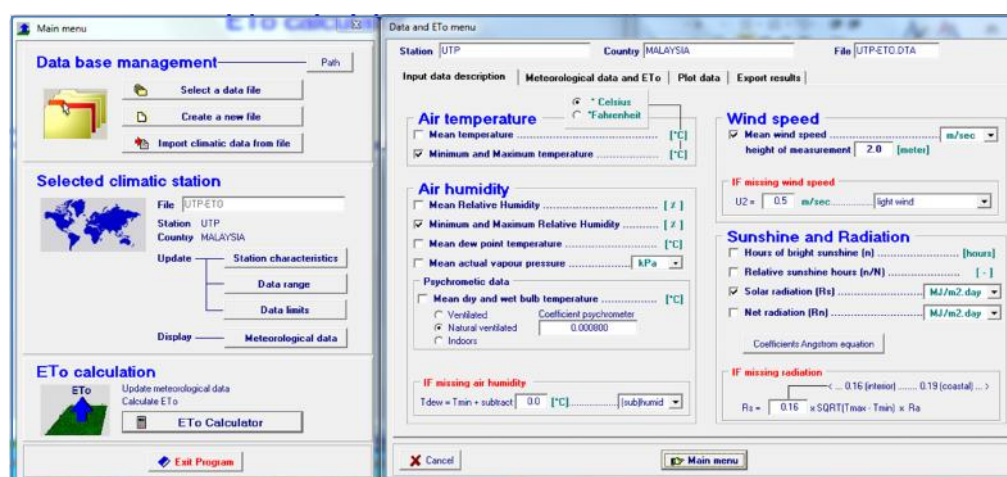 ETo calculat
Main menu
Data base management
Path
Select a data file
Create a new file
Import climatic data from file
Selected climatic station
File UTP-ETO
Station UTP
Country MALAYSIA
Update
Station characteristics
Data range
Data limits
Display
Meteorological data
ETo calculation
ETo
Update meteorological data
Calculate ETo
ETo Calculator
Exit Program
Data and ETo menu
Station UTP Country MALAYSIA File UTP-ETO.DTA
Input data description Meteorological data and ETo Plot data Export results
° Celsius
°Fahrenheit
Air temperature
Mean temperature [°C]
Minimum and Maximum temperature [°C]
Air humidity
Mean Relative Humidity [%]
Minimum and Maximum Relative Humidity [%]
Mean dew point temperature [°C]
Mean actual vapour pressure kPa
Psychrometic data
Mean dry and wet bulb temperature [°C]
Ventilated
Coefficient psychrometer
Natural ventilated
0.000800
Indoors
IF missing air humidity
Tdew = Tmin + subtract 0.0 [°C] (sub)humid
Wind speed
Mean wind speed m/sec
height of measurement 2.0 [meter]
IF missing wind speed
U2 = 0.5 m/sec light wind
Sunshine and Radiation
Hours of bright sunshine (n) [hours]
Relative sunshine hours (n/N) [-]
Solar radiation (Rs) MJ/m2.day
Net radiation (Rn) MJ/m2.day
Coefficients Angstrom equation
IF missing radiation
< ... 0.16 (interior) ........ 0.19 (coastal) ... >
Rs = 0.16 x SQRT(Tmax - Tmin) x Ra
Cancel
Main menu